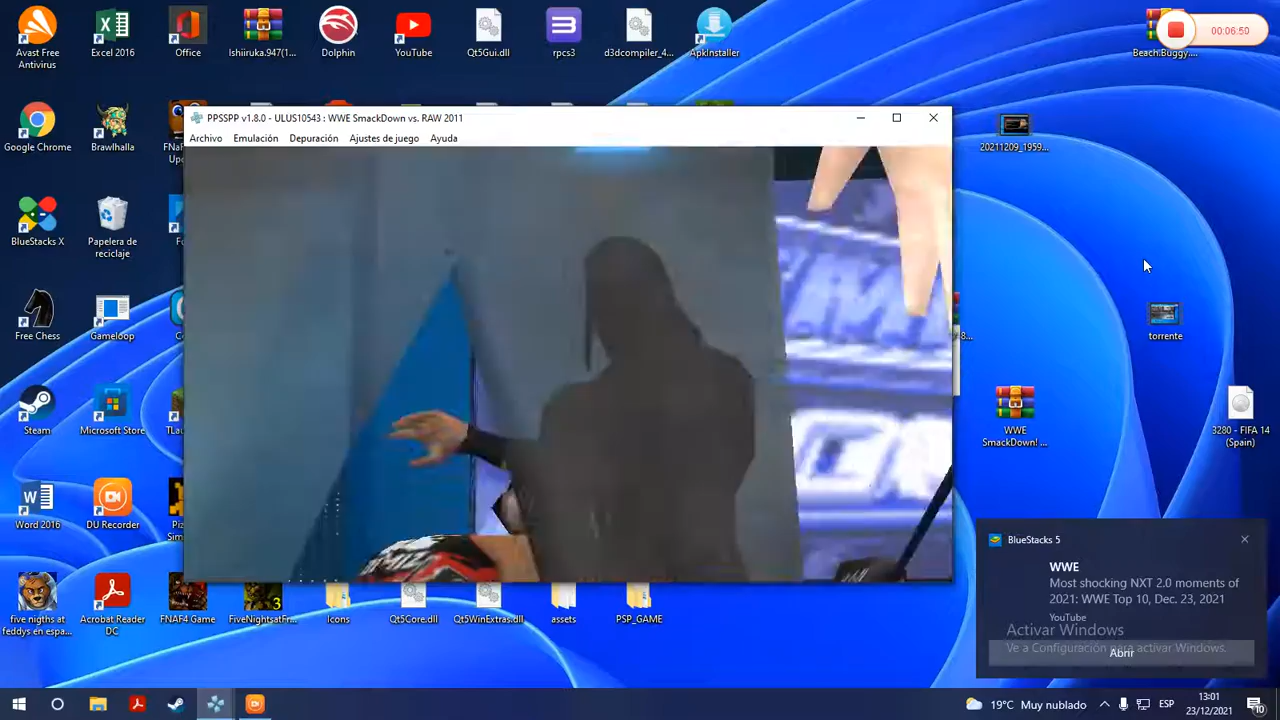 Avast Free
Antivirus
Excel 2016
Office
Ishiiruka.947(1...
Dolphin
YouTube
Qt5Gui.dll
rpcs3
d3dcompiler_4...
ApkInstaller
Beach.Buggy....
00:06:50
PPSSPP v1.8.0 - ULUS10543 : WWE SmackDown vs. RAW 2011
Archivo Emulación Depuración Ajustes de juego Ayuda
Google Chrome
Brawlhalla
20211209_1959...
BlueStacks X
Papelera de
reciclaje
Free Chess
Gameloop
torrente
Steam
Microsoft Store
WWE
SmackDown! ...
3280 - FIFA 14
(Spain)
Word 2016
DU Recorder
five nigths at
feddys en espa...
Acrobat Reader
DC
FNAF4 Game
FiveNightsatFr...
3
Icons
Qt5Core.dll
Qt5WinExtras.dll
assets
PSP_GAME
BlueStacks 5
WWE
Most shocking NXT 2.0 moments of
2021: WWE Top 10, Dec. 23, 2021
YouTube
Activar Windows
Ve a Configuración para activar Windows.
Abrir
19°C Muy nublado
ESP
13:01
23/12/2021
10